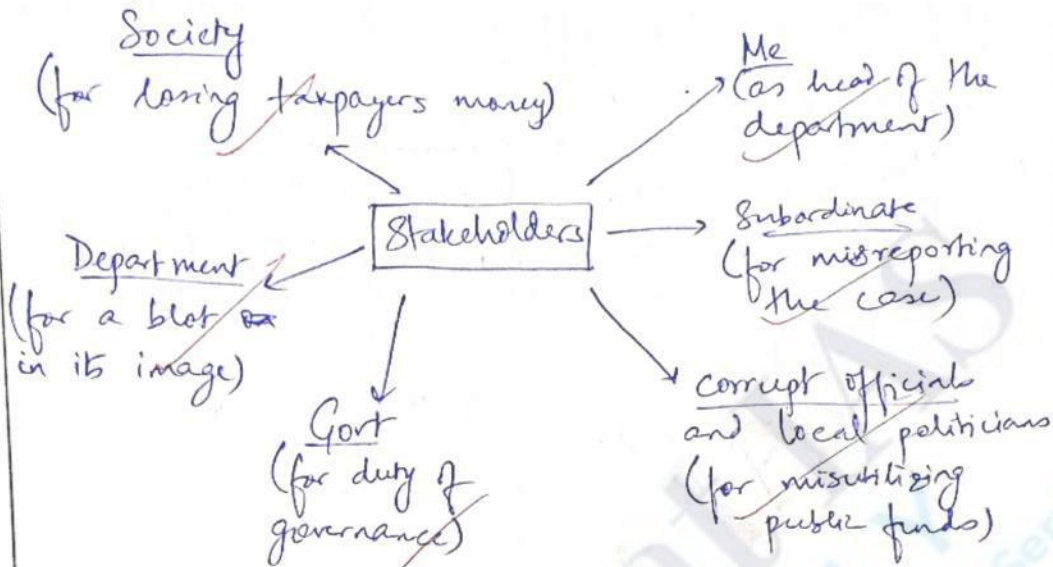 Society
(for losing taxpayers money)
Me
(as head of the
department)
Stakeholders
Subordinate
(for misreporting
the case)
Department
(for a blot
in its image)
Govt
(for duty of
governance)
corrupt officials
and local politicians
(for misutilizing
public funds)
IAS